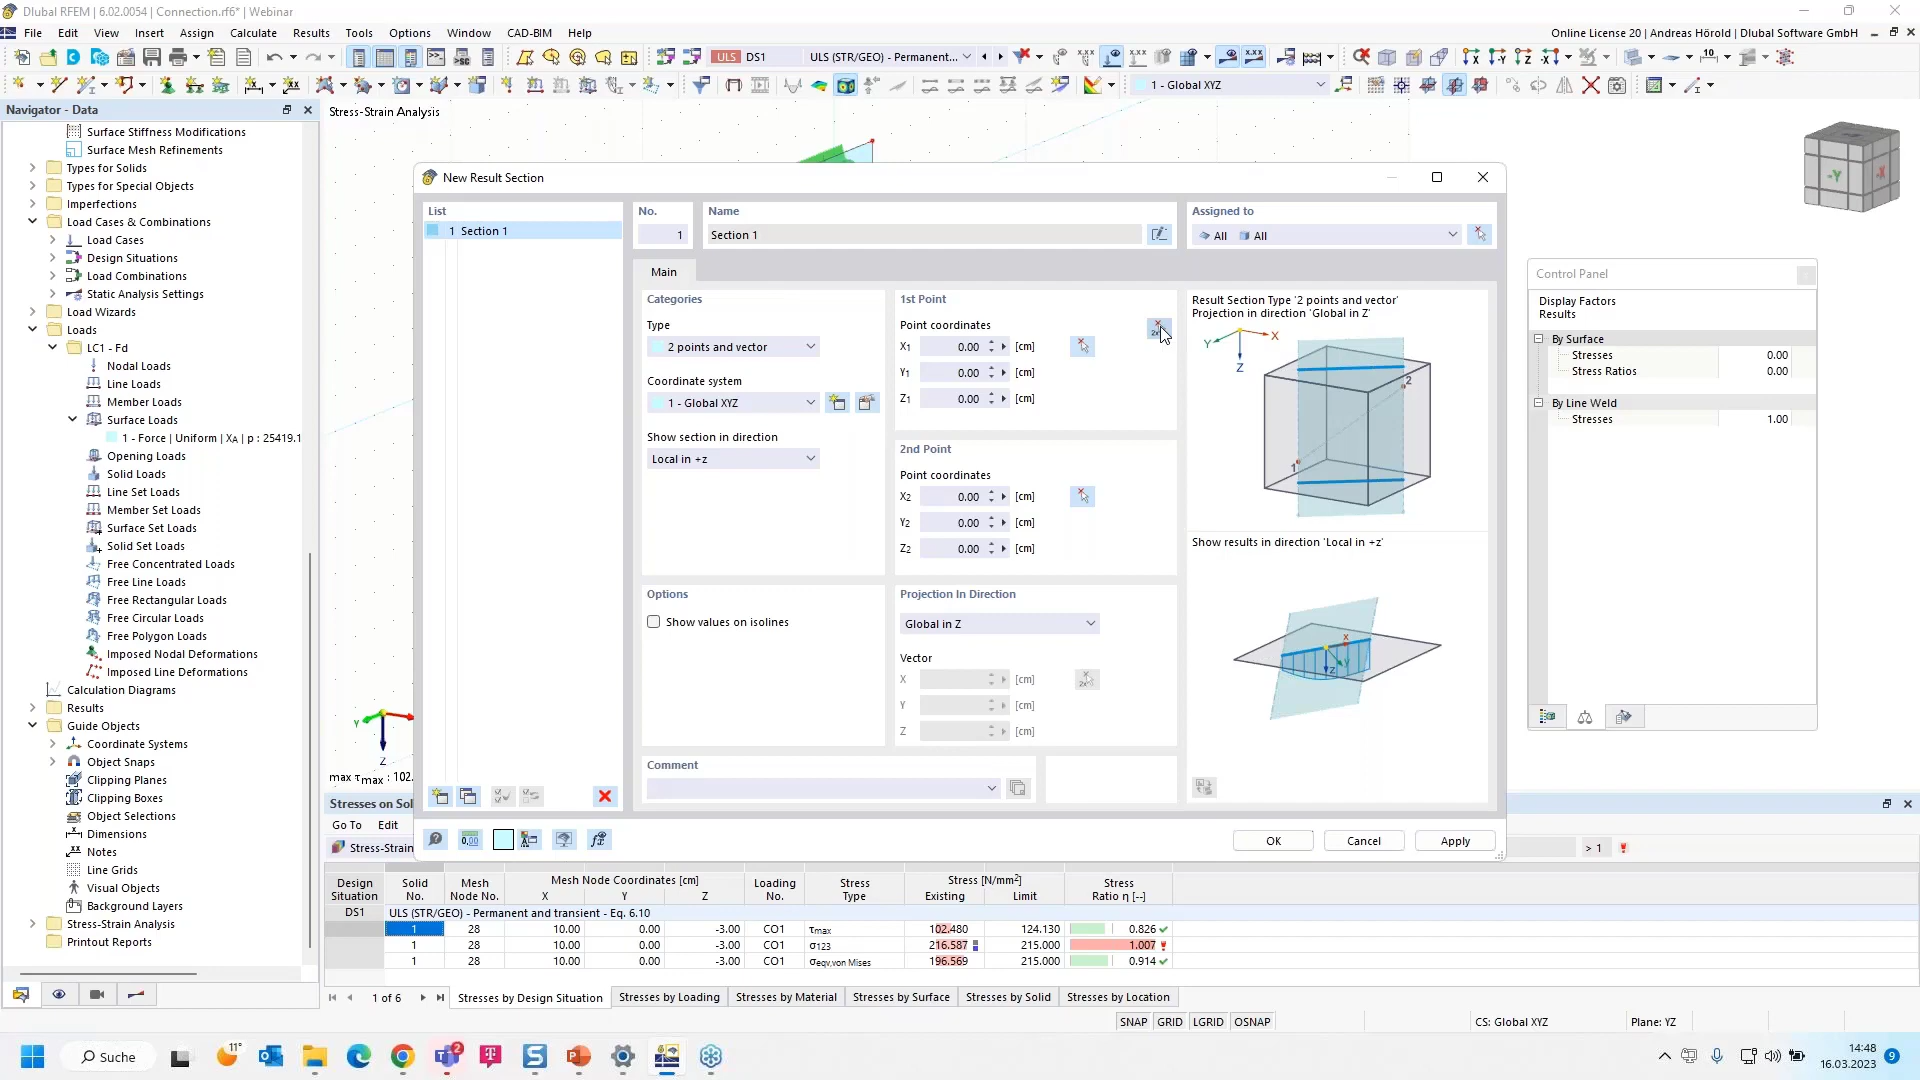 Dlubal RFEM | 6.02.0054 | Connection.rf6* | Webinar
File Edit View Insert Assign Calculate Results Tools Options Window CAD-BIM Help
Online License 20 | Andreas Hörold | Dlubal Software GmbH
ULS DS1 ULS (STR/GEO) - Permanent...
1 - Global XYZ
Navigator - Data
Surface Stiffness Modifications
Surface Mesh Refinements
Types for Solids
Types for Special Objects
Imperfections
Load Cases & Combinations
Load Cases
Design Situations
Load Combinations
Static Analysis Settings
Load Wizards
Loads
LC1 - Fd
Nodal Loads
Line Loads
Member Loads
Surface Loads
1 - Force | Uniform | XA | p : 25419.1
Opening Loads
Solid Loads
Line Set Loads
Member Set Loads
Surface Set Loads
Solid Set Loads
Free Concentrated Loads
Free Line Loads
Free Rectangular Loads
Free Circular Loads
Free Polygon Loads
Imposed Nodal Deformations
Imposed Line Deformations
Calculation Diagrams
Results
Guide Objects
Coordinate Systems
Object Snaps
Clipping Planes
Clipping Boxes
Object Selections
Dimensions
Notes
Line Grids
Visual Objects
Background Layers
Stress-Strain Analysis
Printout Reports
Stress-Strain Analysis
New Result Section
List
1 Section 1
No.
1
Name
Section 1
Assigned to
All All
Main
Categories
Type
2 points and vector
Coordinate system
1 - Global XYZ
Show section in direction
Local in +z
Options
Show values on isolines
1st Point
Point coordinates
X1 0.00 [cm]
Y1 0.00 [cm]
Z1 0.00 [cm]
2nd Point
Point coordinates
X2 0.00 [cm]
Y2 0.00 [cm]
Z2 0.00 [cm]
Projection In Direction
Global in Z
Vector
X [cm]
Y [cm]
Z [cm]
Comment
Result Section Type '2 points and vector'
Projection in direction 'Global in Z'
Y X
Z
2
1
Show results in direction 'Local in +z'
x
y
z
OK Cancel Apply
Control Panel
Display Factors
Results
By Surface
Stresses 0.00
Stress Ratios 0.00
By Line Weld
Stresses 1.00
-Y -X
Y
Z
max τmax : 102.
Stresses on Sol
Go To Edit
Stress-Strain
> 1
Design Situation
Solid No.
Mesh Node No.
Mesh Node Coordinates [cm]
X Y Z
Loading No.
Stress Type
Stress [N/mm²]
Existing Limit
Stress Ratio η [--]
DS1 ULS (STR/GEO) - Permanent and transient - Eq. 6.10
1 28 10.00 0.00 -3.00 CO1 τmax 102.480 124.130 0.826
1 28 10.00 0.00 -3.00 CO1 σ123 216.587 215.000 1.007
1 28 10.00 0.00 -3.00 CO1 σeqv,von Mises 196.569 215.000 0.914
1 of 6 Stresses by Design Situation Stresses by Loading Stresses by Material Stresses by Surface Stresses by Solid Stresses by Location
SNAP GRID LGRID OSNAP CS: Global XYZ Plane: YZ
Suche
11°
2
14:48
16.03.2023
9